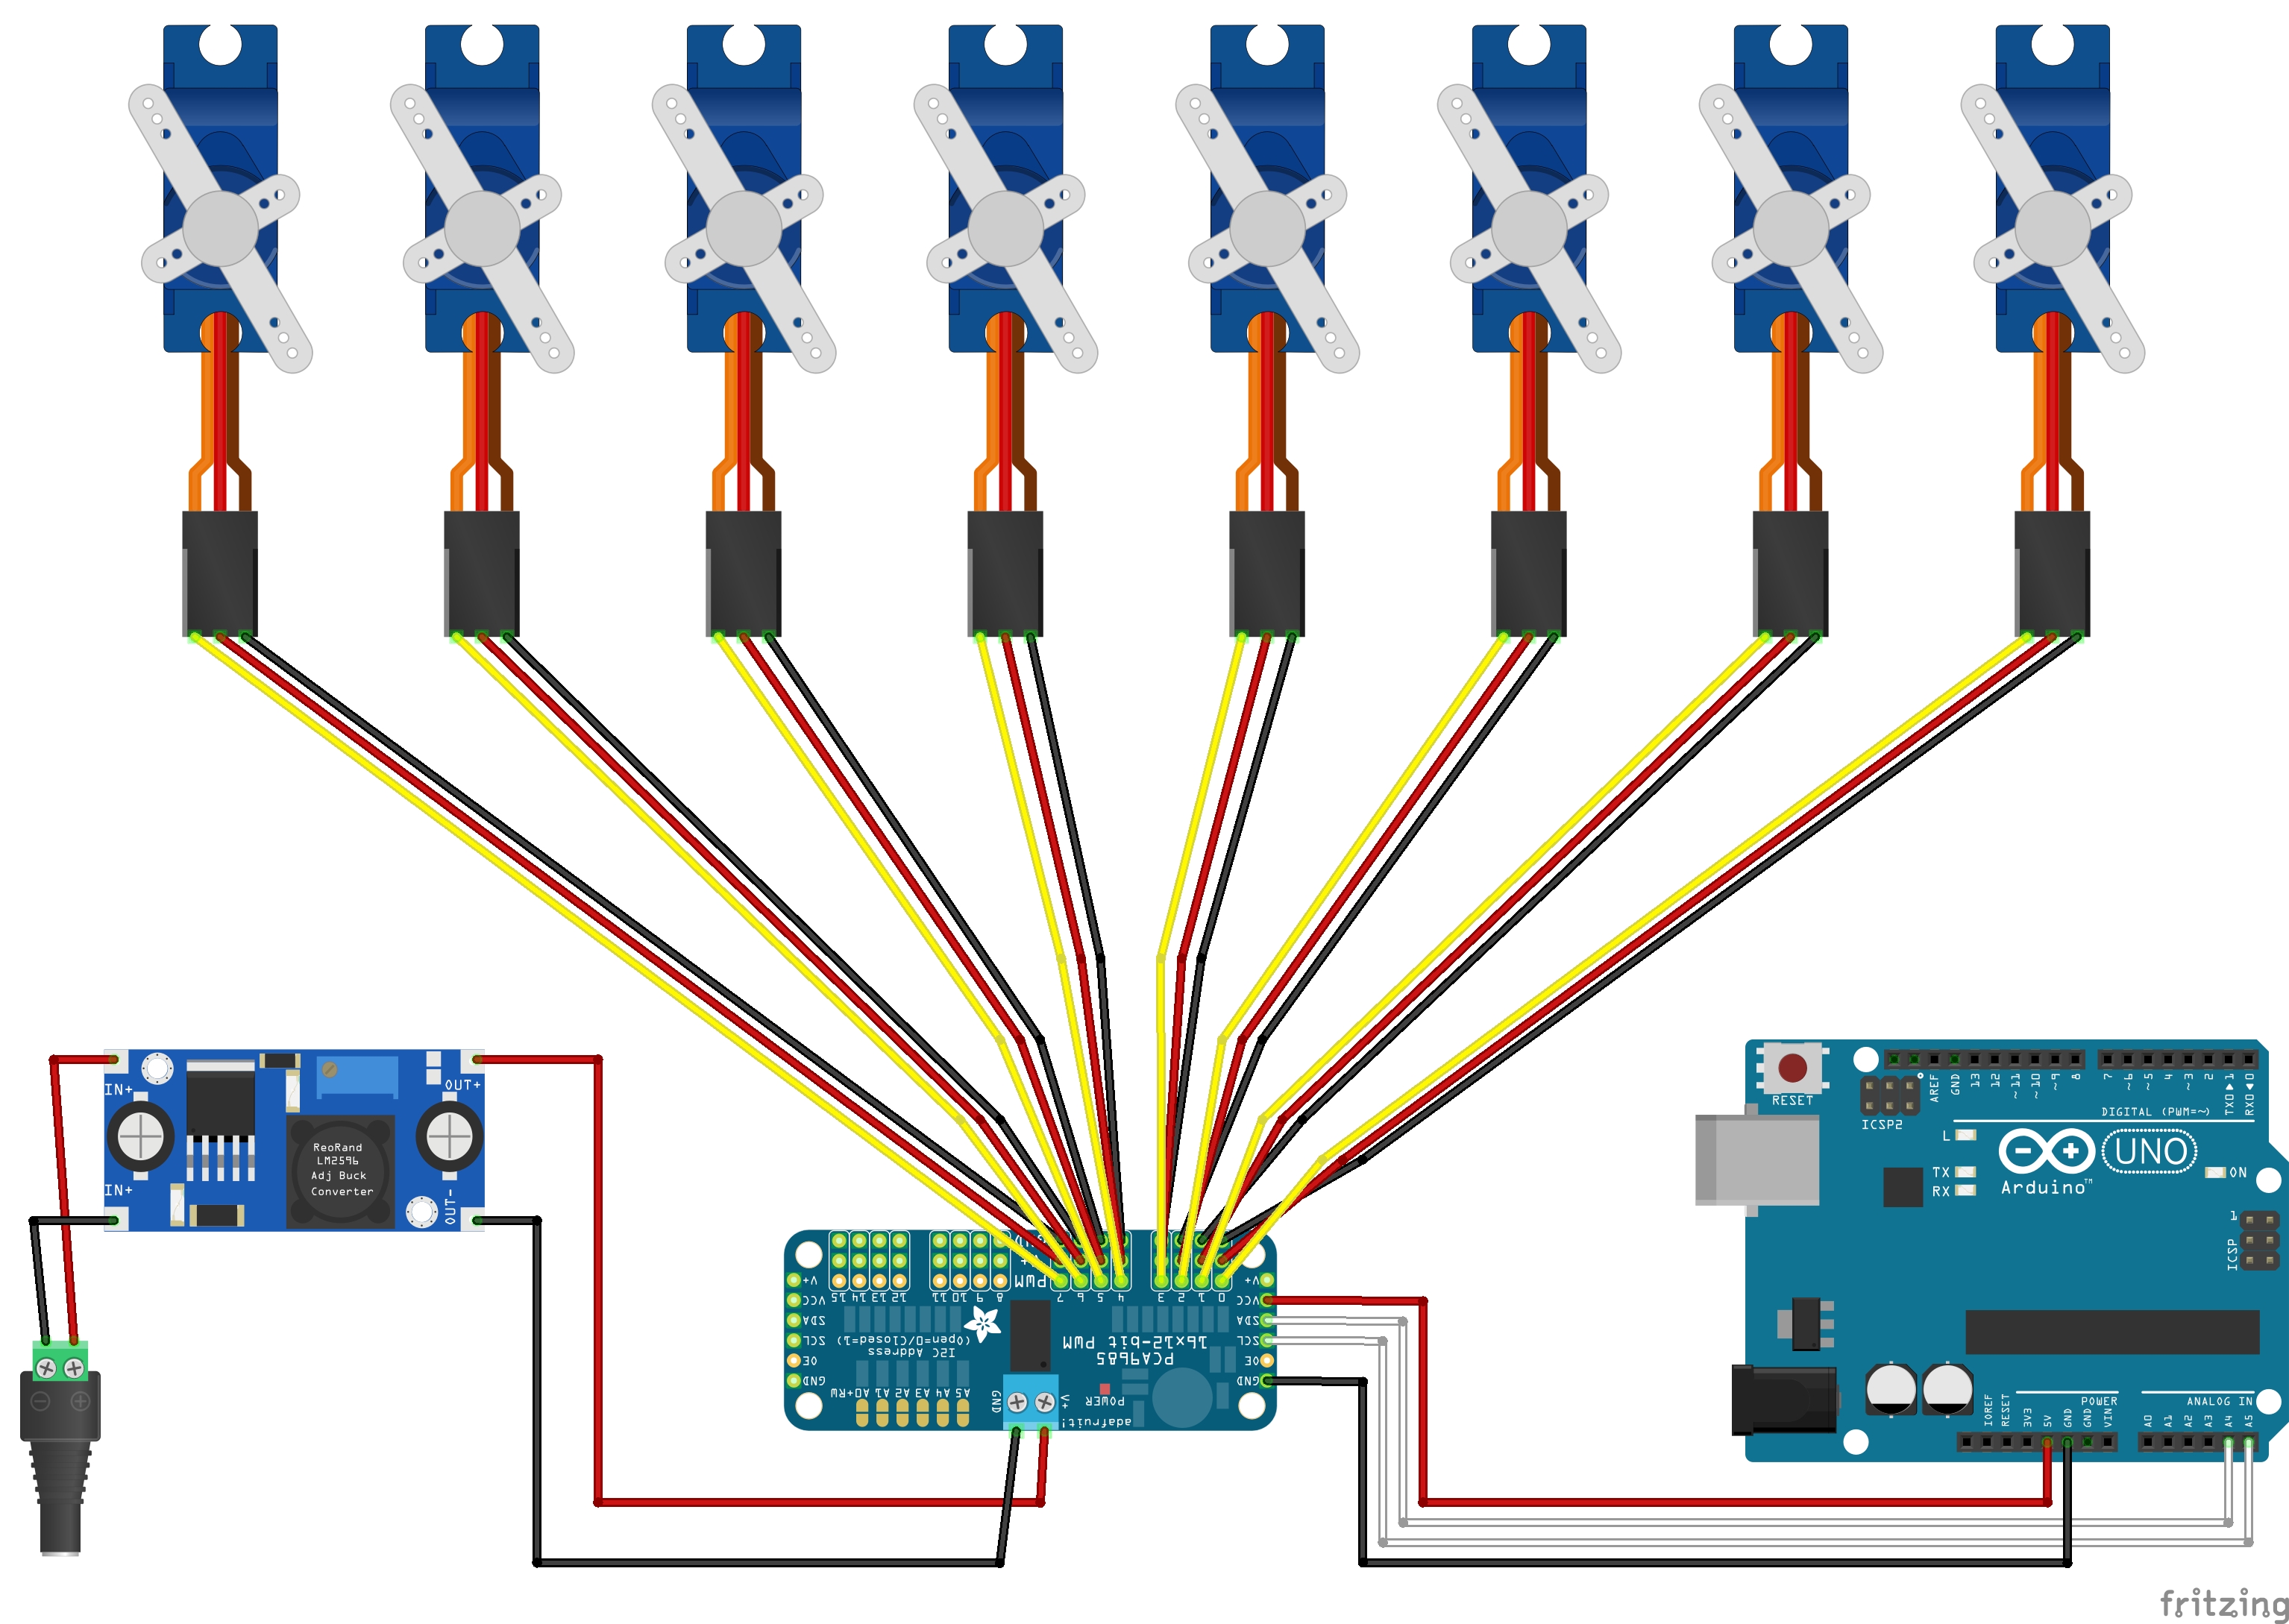 IN+
IN+
OUT+
OUT-
ReoRand
LM2596
Adj Buck
Converter
GND
V+
PWM
15 14 13 12 11 10 9 8 7 6 5 4 3 2 1 0
V+
VCC
SDA
SCL
OE
GND
V+
VCC
SDA
SCL
OE
GND
(0=open/1=Closed)
I2C Address
A0+RM A1 A2 A3 A4 A5
16x12-bit PWM
PCA9685
GND
V+
POWER
adafruit!
RESET
ICSP2
AREF
GND
13
12
~11
~10
~9
8
7
~6
~5
4
~3
2
TX0▶1
RX0◀0
DIGITAL (PWM=~)
L
TX
RX
UNO
Arduino™
ON
ICSP
1
IOREF
RESET
3V3
5V
GND
GND
VIN
POWER
ANALOG IN
A0
A1
A2
A3
A4
A5
fritzing